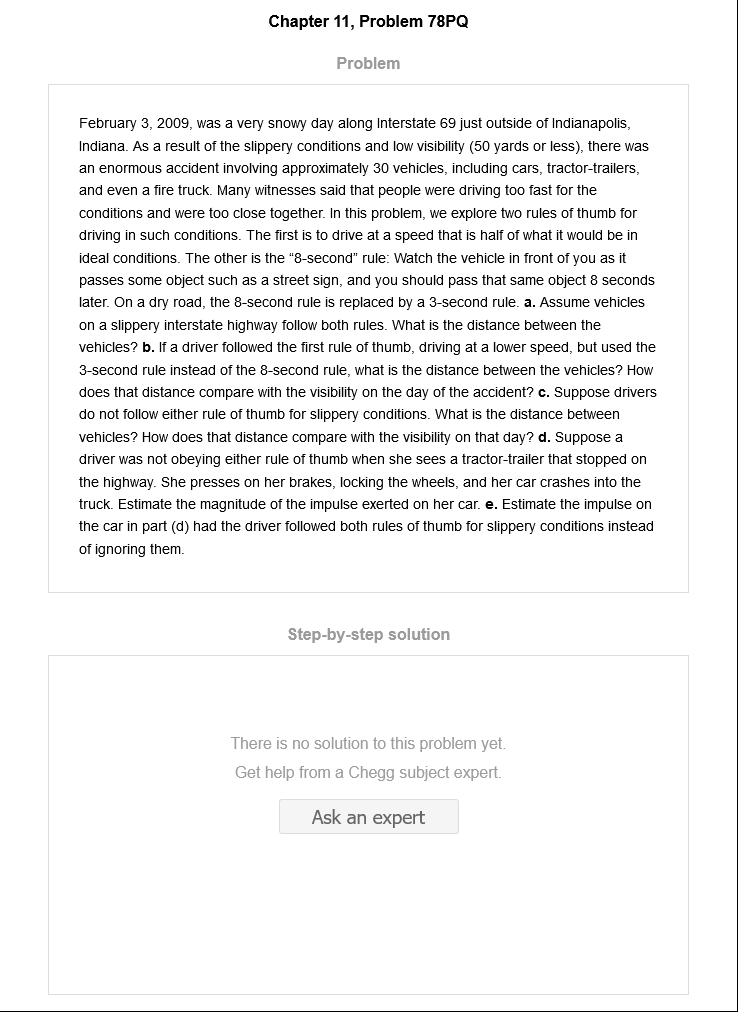 Chapter 11, Problem 78PQ
Problem
February 3, 2009, was a very snowy day along Interstate 69 just outside of Indianapolis,
Indiana. As a result of the slippery conditions and low visibility (50 yards or less), there was
an enormous accident involving approximately 30 vehicles, including cars, tractor-trailers,
and even a fire truck. Many witnesses said that people were driving too fast for the
conditions and were too close together. In this problem, we explore two rules of thumb for
driving in such conditions. The first is to drive at a speed that is half of what it would be in
ideal conditions. The other is the “8-second” rule: Watch the vehicle in front of you as it
passes some object such as a street sign, and you should pass that same object 8 seconds
later. On a dry road, the 8-second rule is replaced by a 3-second rule. a. Assume vehicles
on a slippery interstate highway follow both rules. What is the distance between the
vehicles? b. If a driver followed the first rule of thumb, driving at a lower speed, but used the
3-second rule instead of the 8-second rule, what is the distance between the vehicles? How
does that distance compare with the visibility on the day of the accident? c. Suppose drivers
do not follow either rule of thumb for slippery conditions. What is the distance between
vehicles? How does that distance compare with the visibility on that day? d. Suppose a
driver was not obeying either rule of thumb when she sees a tractor-trailer that stopped on
the highway. She presses on her brakes, locking the wheels, and her car crashes into the
truck. Estimate the magnitude of the impulse exerted on her car. e. Estimate the impulse on
the car in part (d) had the driver followed both rules of thumb for slippery conditions instead
of ignoring them.
Step-by-step solution
There is no solution to this problem yet.
Get help from a Chegg subject expert.
Ask an expert